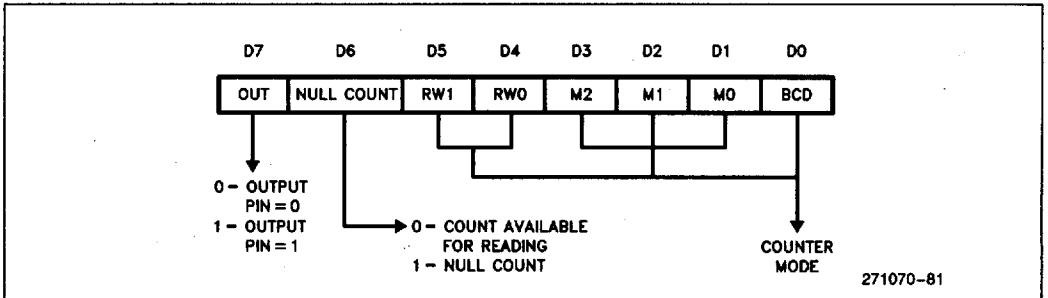 D7 D6 D5 D4 D3 D2 D1 D0
OUT NULL COUNT RW1 RW0 M2 M1 M0 BCD
0 – OUTPUT
PIN = 0
1 – OUTPUT
PIN = 1
0 – COUNT AVAILABLE
FOR READING
1 – NULL COUNT
COUNTER
MODE
271070–81